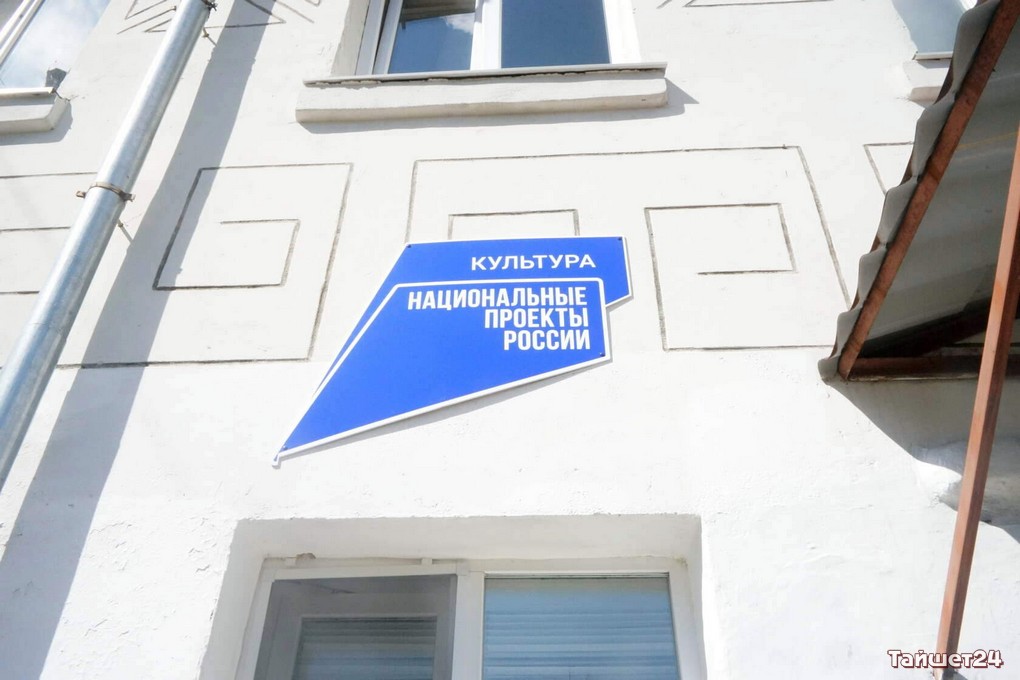 КУЛЬТУРА
НАЦИОНАЛЬНЫЕ
ПРОЕКТЫ
РОССИИ
Тайшет24